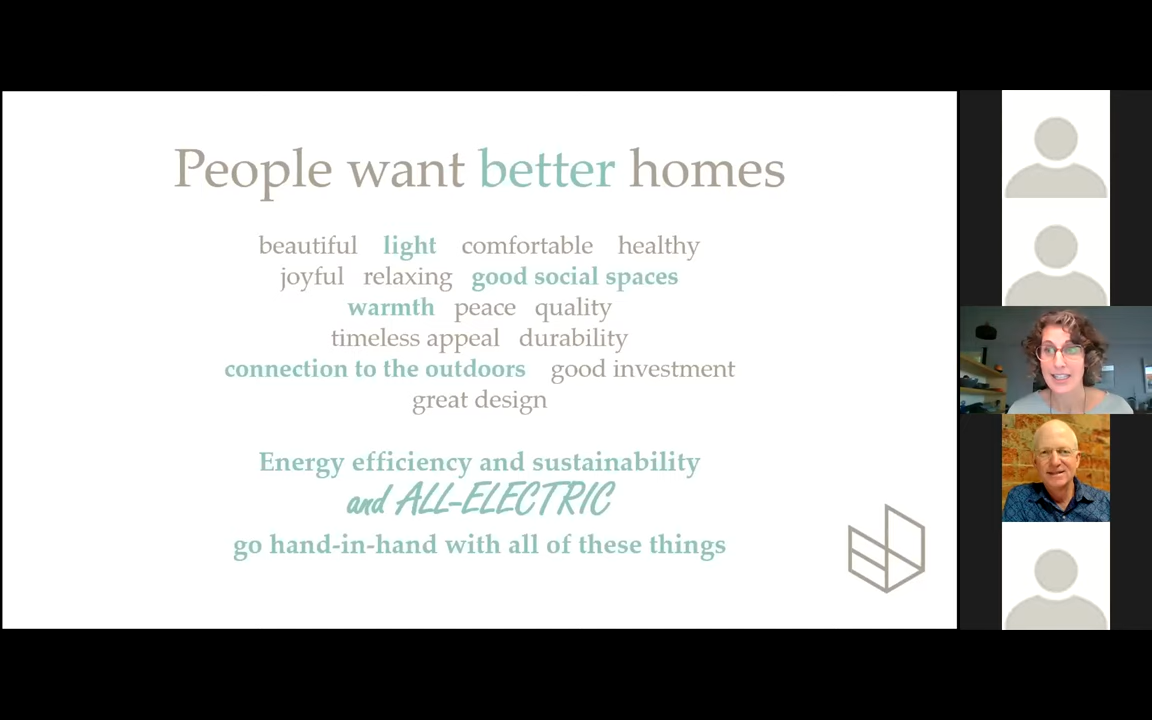 People want better homes
beautiful light comfortable healthy
joyful relaxing good social spaces
warmth peace quality
timeless appeal durability
connection to the outdoors good investment
great design
Energy efficiency and sustainability
and ALL-ELECTRIC
go hand-in-hand with all of these things